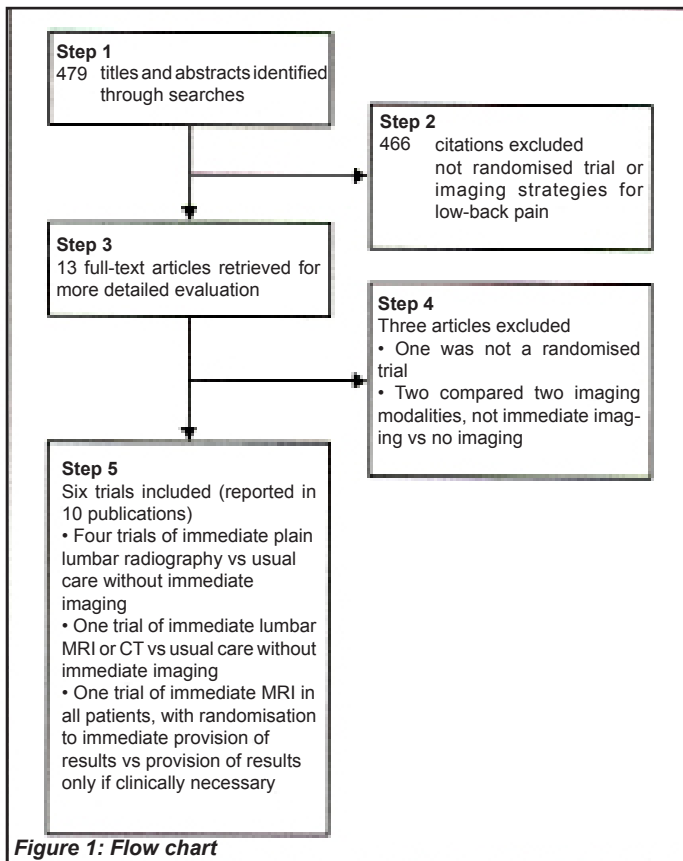 Step 1
479 titles and abstracts identified
through searches
Step 2
466 citations excluded
not randomised trial or
imaging strategies for
low-back pain
Step 3
13 full-text articles retrieved for
more detailed evaluation
Step 4
Three articles excluded
• One was not a randomised
trial
• Two compared two imaging
modalities, not immediate imag-
ing vs no imaging
Step 5
Six trials included (reported in
10 publications)
• Four trials of immediate plain
lumbar radiography vs usual
care without immediate
imaging
• One trial of immediate lumbar
MRI or CT vs usual care without
immediate imaging
• One trial of immediate MRI in
all patients, with randomisation
to immediate provision of
results vs provision of results
only if clinically necessary
Figure 1: Flow chart